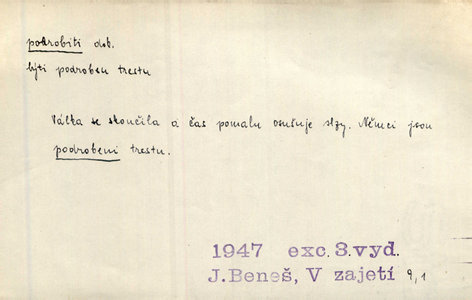 podrobiti dok.
býti podroben trestu
Válka se skončila a čas pomalu osušuje slzy. Němci jsou
podrobeni trestu.
1947 exc. 3. vyd.
J. Beneš, V zajetí 9,1